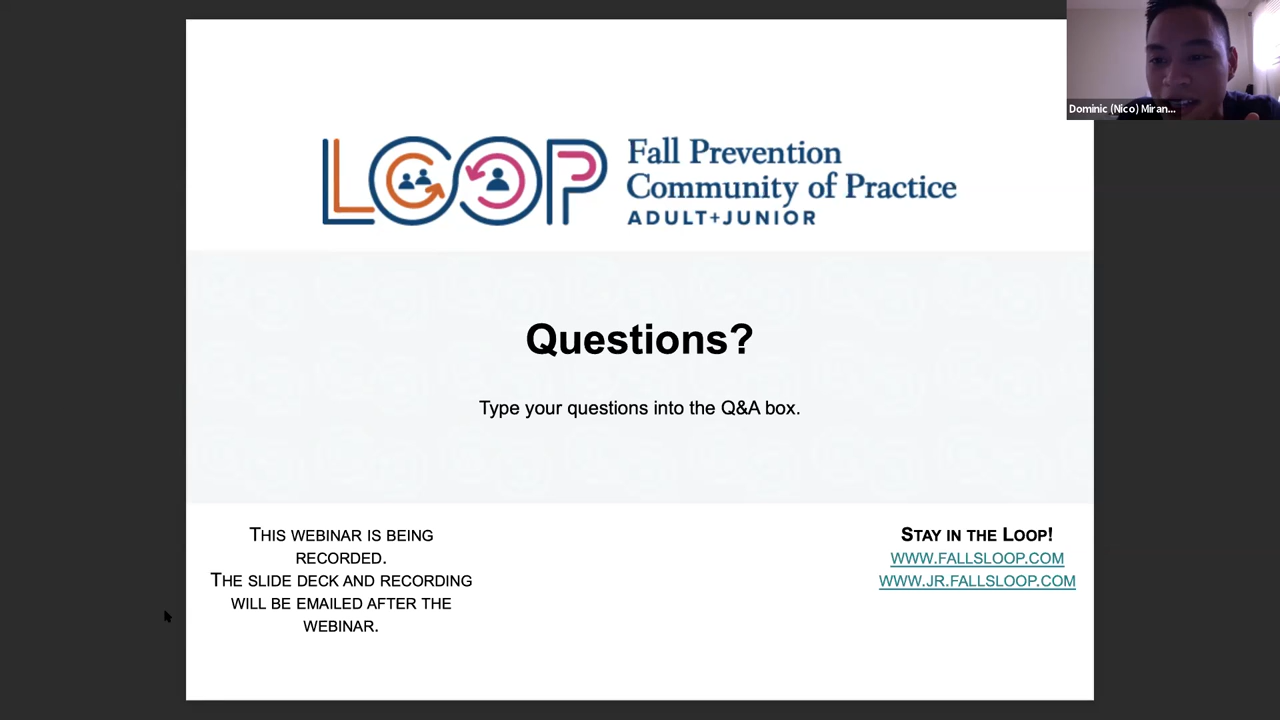 Dominic (Nico) Miran...
LOOP
Fall Prevention
Community of Practice
ADULT+JUNIOR
Questions?
Type your questions into the Q&A box.
THIS WEBINAR IS BEING
RECORDED.
THE SLIDE DECK AND RECORDING
WILL BE EMAILED AFTER THE
WEBINAR.
STAY IN THE LOOP!
WWW.FALLSLOOP.COM
WWW.JR.FALLSLOOP.COM